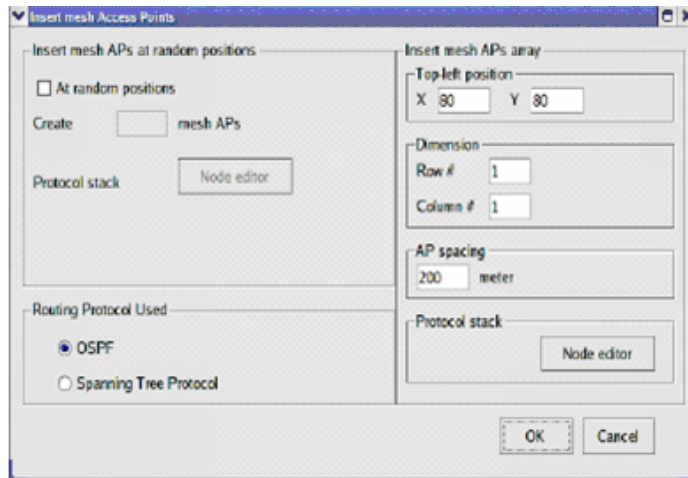 Insert mesh Access Points
Insert mesh APs at random positions
At random positions
Create mesh APs
Protocol stack Node editor
Routing Protocol Used
OSPF
Spanning Tree Protocol
Insert mesh APs array
Top-left position
X 80 Y 80
Dimension
Row # 1
Column # 1
AP spacing
200 meter
Protocol stack
Node editor
OK Cancel